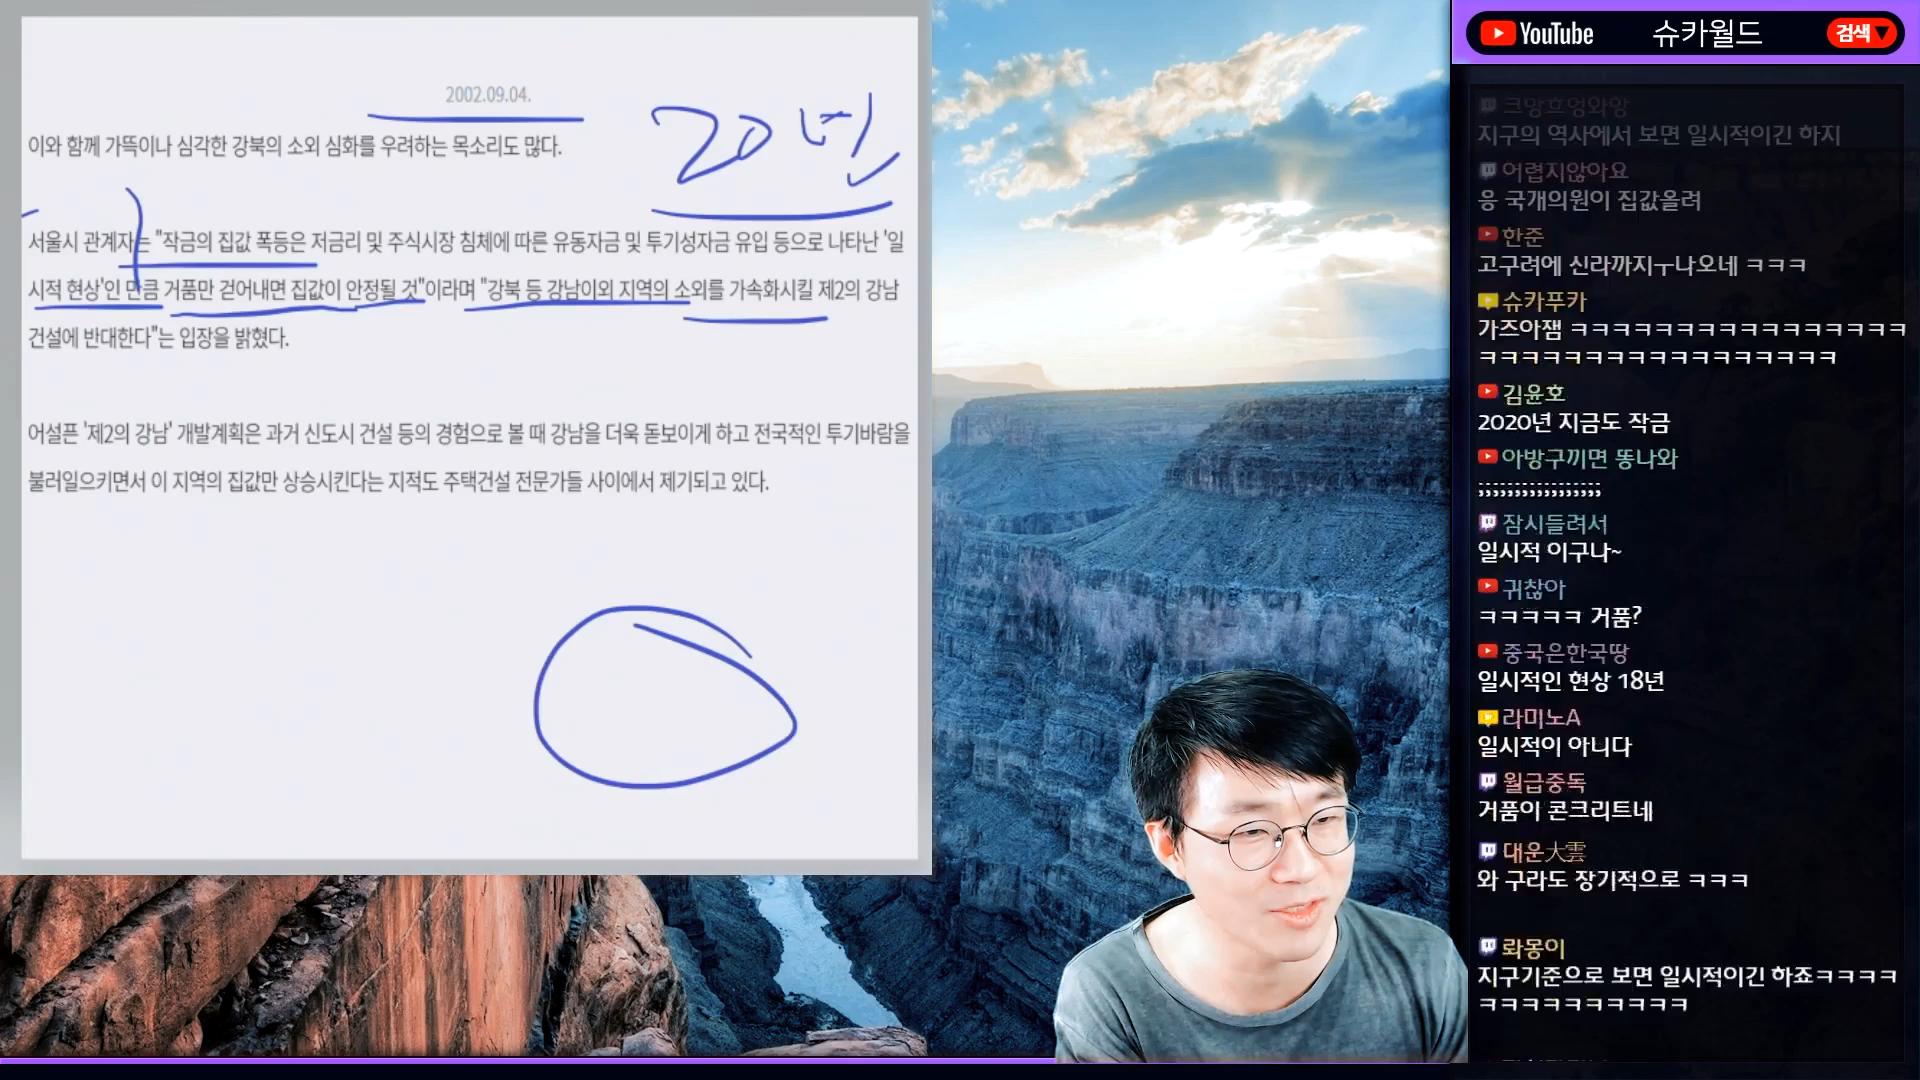 2002.09.04.
20년
이와 함께 가뜩이나 심각한 강북의 소외 심화를 우려하는 목소리도 많다.
서울시 관계자는 "작금의 집값 폭등은 저금리 및 주식시장 침체에 따른 유동자금 및 투기성자금 유입 등으로 나타난 '일
시적 현상'인 만큼 거품만 걷어내면 집값이 안정될 것"이라며 "강북 등 강남이외 지역의 소외를 가속화시킬 제2의 강남
건설에 반대한다"는 입장을 밝혔다.
어설픈 '제2의 강남' 개발계획은 과거 신도시 건설 등의 경험으로 볼 때 강남을 더욱 돋보이게 하고 전국적인 투기바람을
불러일으키면서 이 지역의 집값만 상승시킨다는 지적도 주택건설 전문가들 사이에서 제기되고 있다.
YouTube 슈카월드 검색▼
크앙흐엉와앙
지구의 역사에서 보면 일시적이긴 하지
어렵지않아요
응 국개의원이 집값올려
한준
고구려에 신라까지ㅜ나오네 ㅋㅋㅋ
슈카푸카
가즈아잼 ㅋㅋㅋㅋㅋㅋㅋㅋㅋㅋㅋㅋㅋㅋㅋㅋ
ㅋㅋㅋㅋㅋㅋㅋㅋㅋㅋㅋㅋㅋㅋㅋㅋㅋ
김윤호
2020년 지금도 작금
아방구끼면 똥나와
;;;;;;;;;;;;;;;;;
잠시들려서
일시적 이구나~
귀찮아
ㅋㅋㅋㅋㅋ 거품?
중국은한국땅
일시적인 현상 18년
라미노A
일시적이 아니다
월급중독
거품이 콘크리트네
대운大雲
와 구라도 장기적으로 ㅋㅋㅋ
롸몽이
지구기준으로 보면 일시적이긴 하죠ㅋㅋㅋㅋ
ㅋㅋㅋㅋㅋㅋㅋㅋㅋㅋ